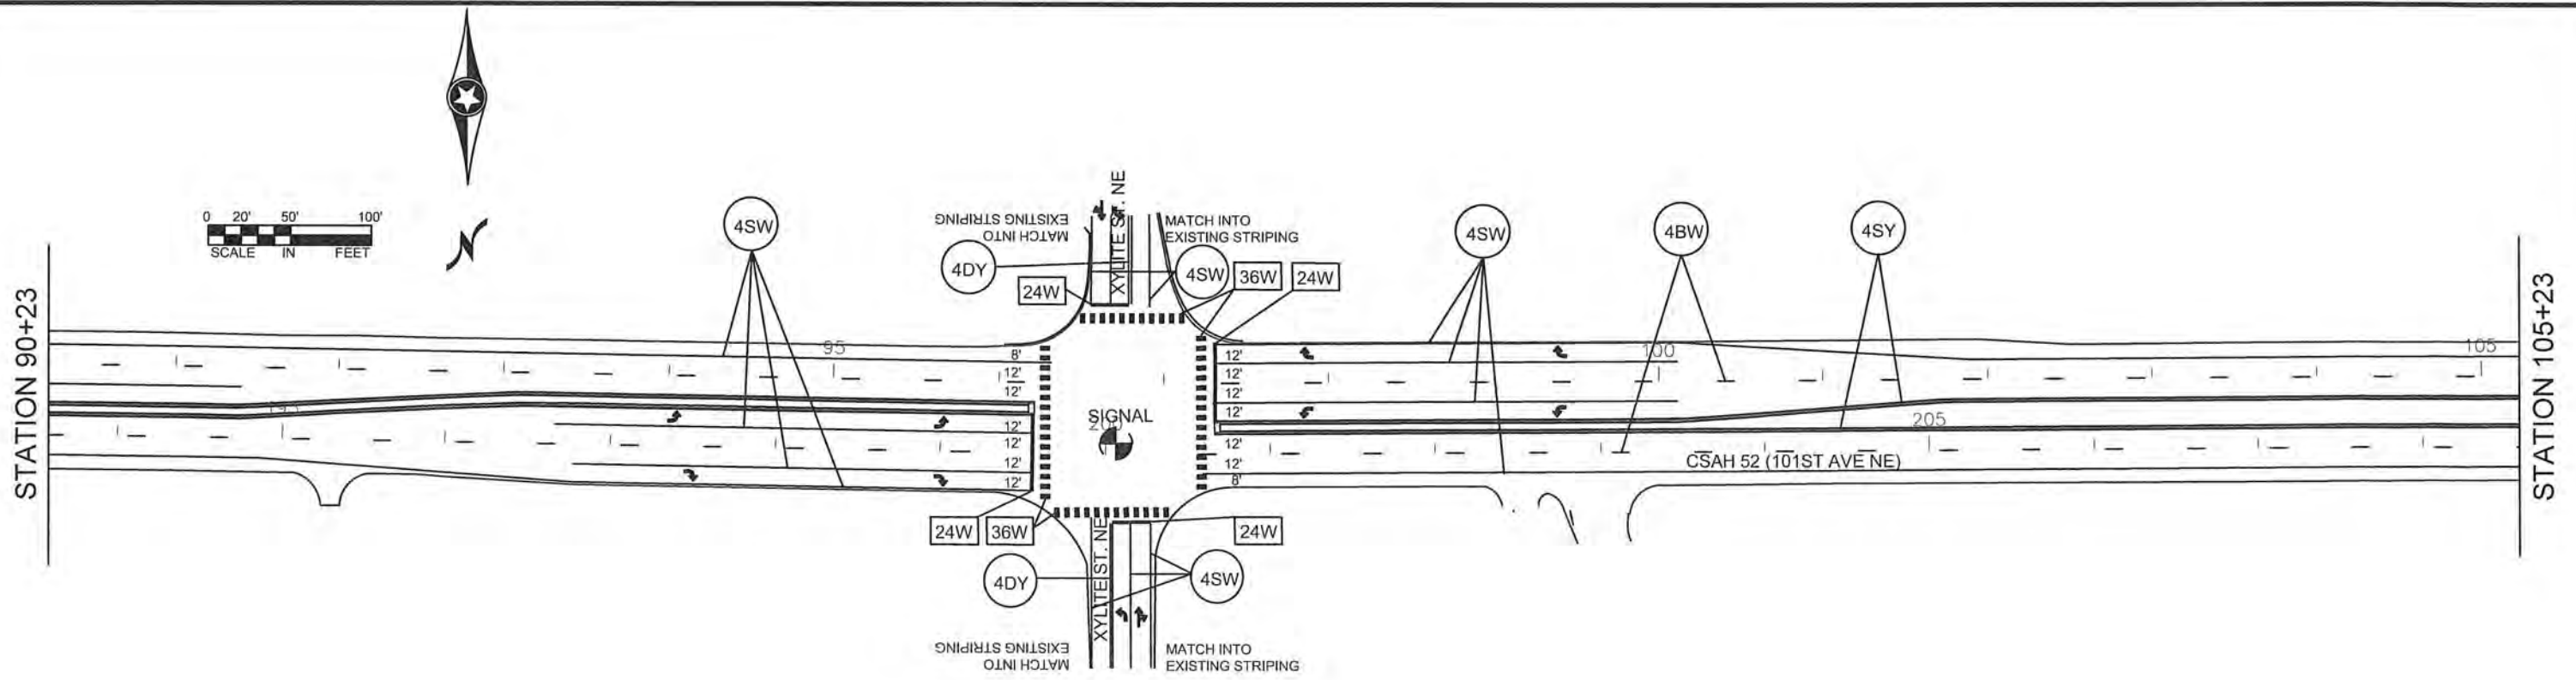 0 20' 50' 100'
SCALE IN FEET
N
STATION 90+23
STATION 105+23
4SW
MATCH INTO
EXISTING STRIPING
XYLITE ST. NE
MATCH INTO
EXISTING STRIPING
4DY
4SW
36W
24W
24W
4SW
4BW
4SY
95
100
105
195
200
205
8'
12'
12'
12'
12'
12'
12'
12'
12'
12'
12'
12'
12'
8'
SIGNAL
CSAH 52 (101ST AVE NE)
24W
36W
24W
4DY
4SW
XYLITE ST. NE
MATCH INTO
EXISTING STRIPING
MATCH INTO
EXISTING STRIPING